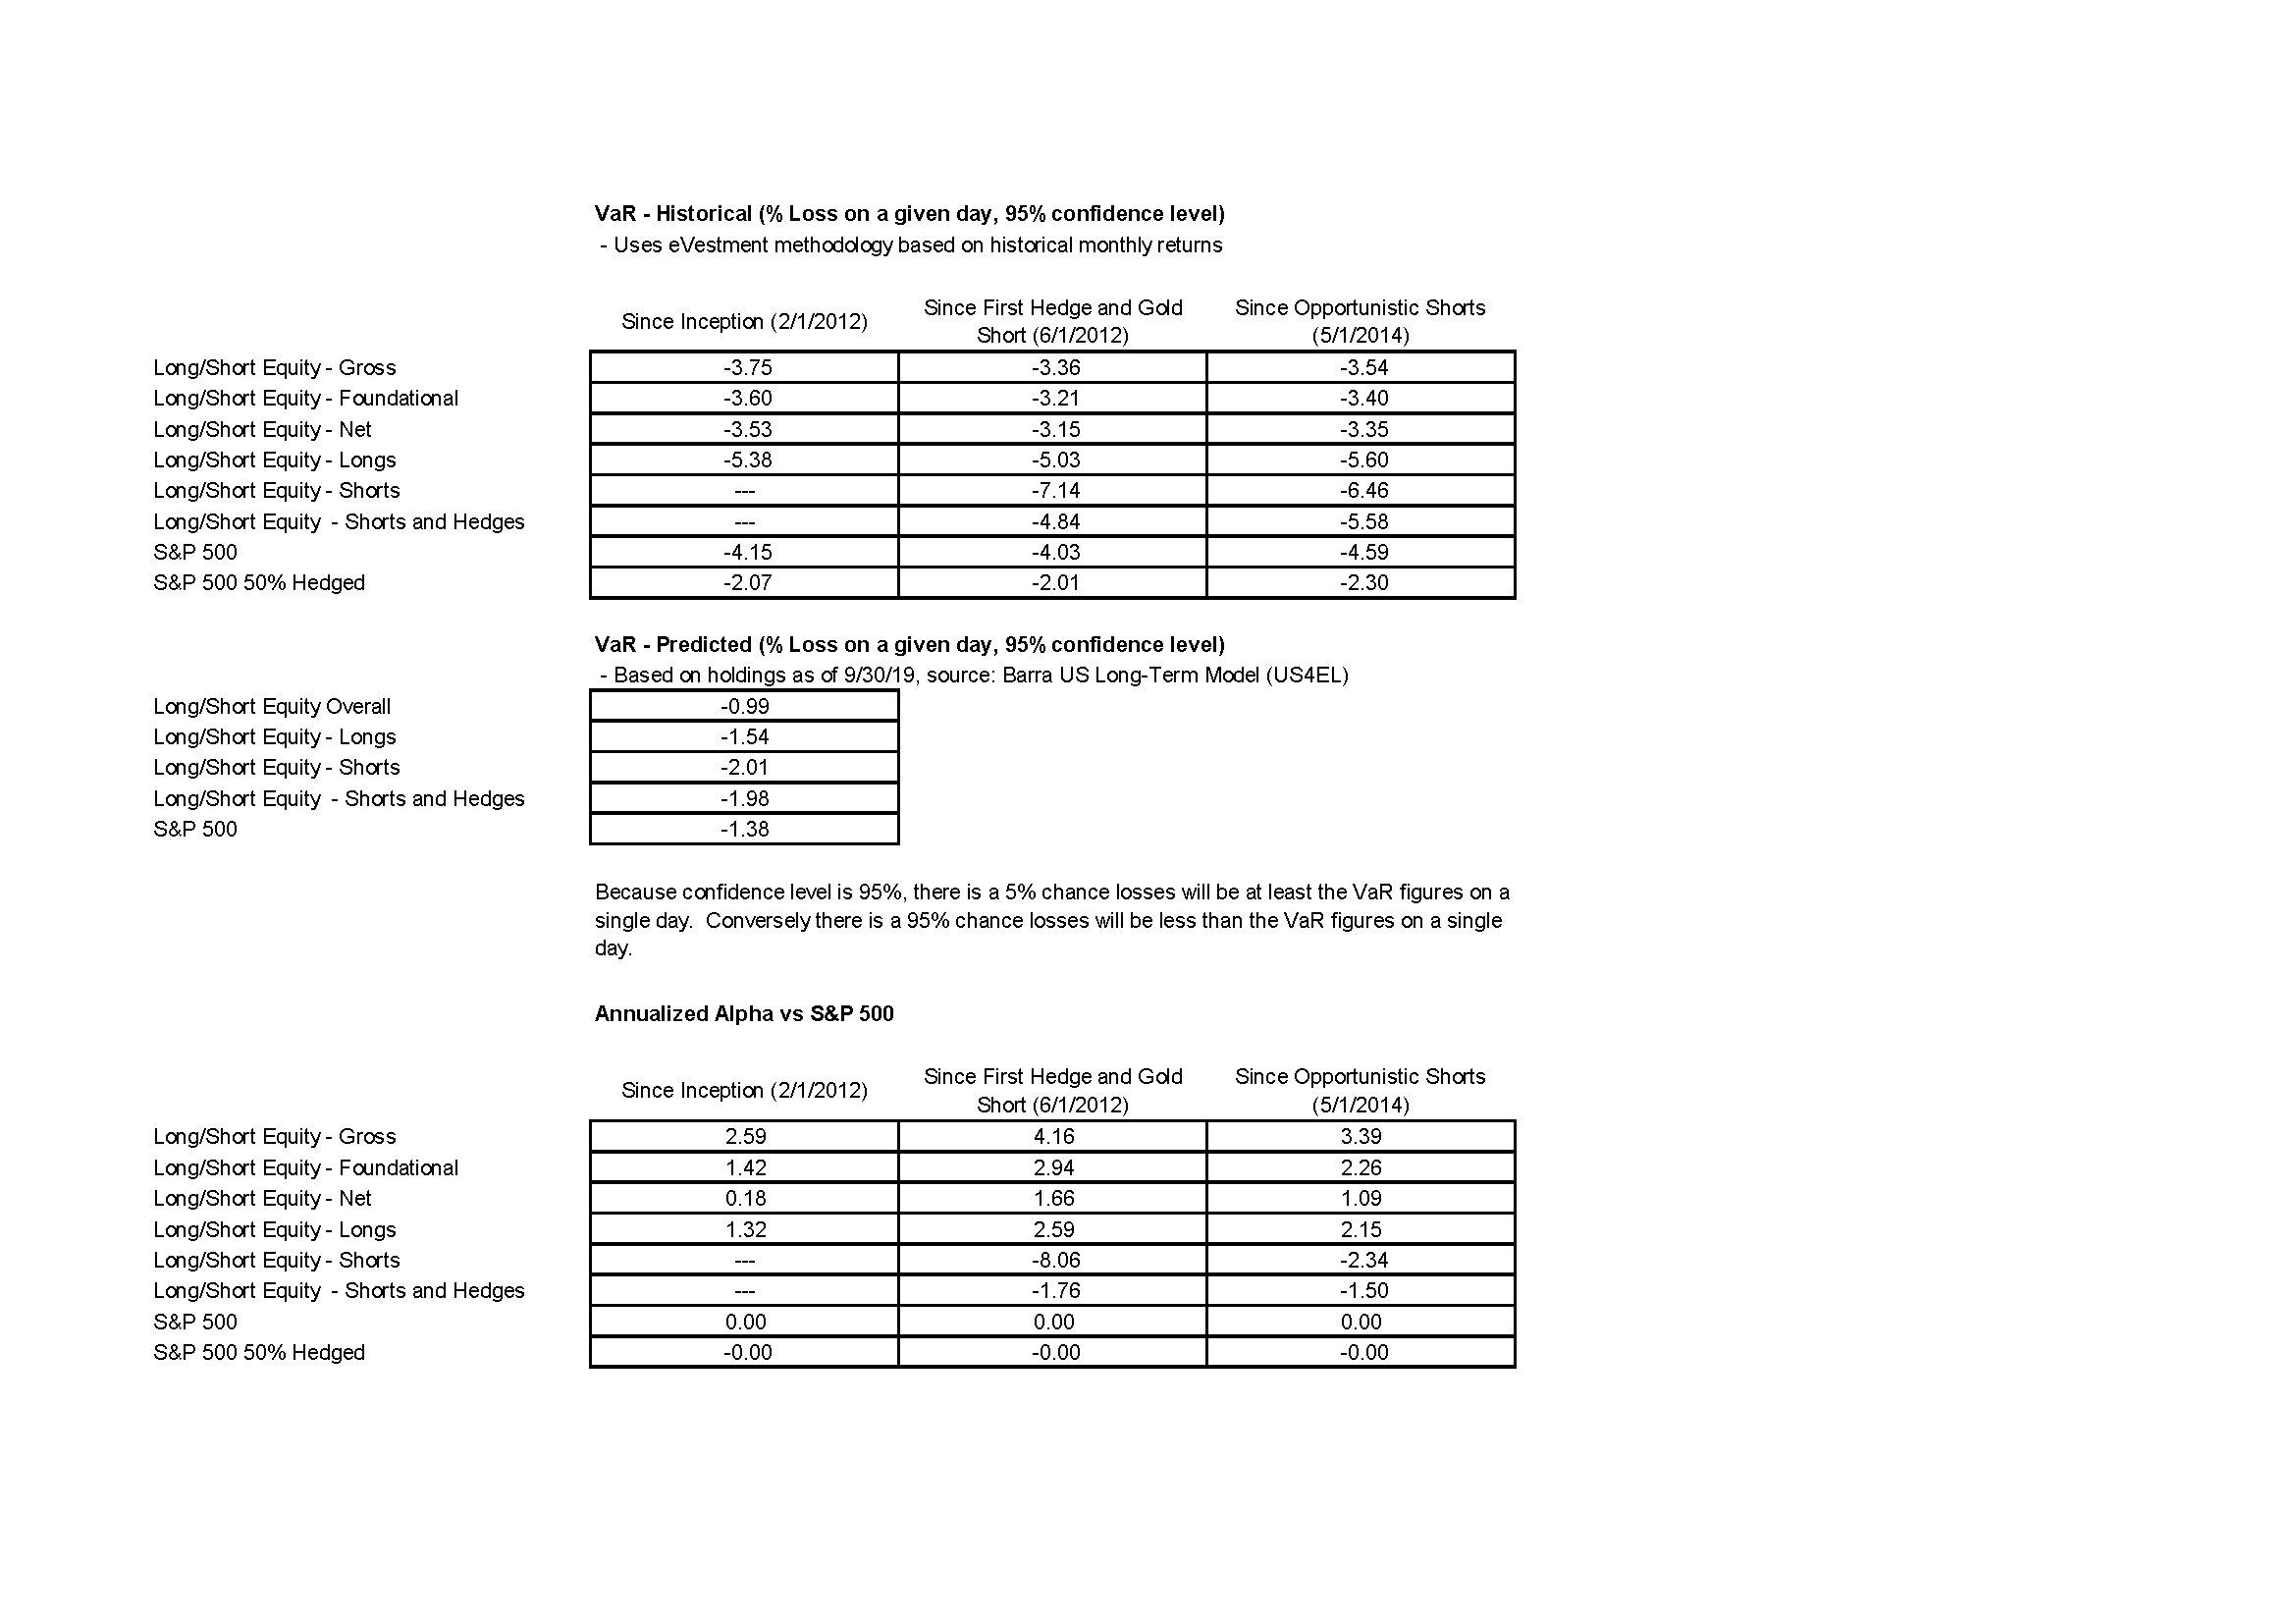 VaR - Historical (% Loss on a given day, 95% confidence level)
- Uses eVestment methodology based on historical monthly returns
Since Inception (2/1/2012) Since First Hedge and Gold Short (6/1/2012) Since Opportunistic Shorts (5/1/2014)
Long/Short Equity - Gross -3.75 -3.36 -3.54
Long/Short Equity - Foundational -3.60 -3.21 -3.40
Long/Short Equity - Net -3.53 -3.15 -3.35
Long/Short Equity - Longs -5.38 -5.03 -5.60
Long/Short Equity - Shorts --- -7.14 -6.46
Long/Short Equity - Shorts and Hedges --- -4.84 -5.58
S&P 500 -4.15 -4.03 -4.59
S&P 500 50% Hedged -2.07 -2.01 -2.30
VaR - Predicted (% Loss on a given day, 95% confidence level)
- Based on holdings as of 9/30/19, source: Barra US Long-Term Model (US4EL)
Long/Short Equity Overall -0.99
Long/Short Equity - Longs -1.54
Long/Short Equity - Shorts -2.01
Long/Short Equity - Shorts and Hedges -1.98
S&P 500 -1.38
Because confidence level is 95%, there is a 5% chance losses will be at least the VaR figures on a
single day. Conversely there is a 95% chance losses will be less than the VaR figures on a single
day.
Annualized Alpha vs S&P 500
Since Inception (2/1/2012) Since First Hedge and Gold Short (6/1/2012) Since Opportunistic Shorts (5/1/2014)
Long/Short Equity - Gross 2.59 4.16 3.39
Long/Short Equity - Foundational 1.42 2.94 2.26
Long/Short Equity - Net 0.18 1.66 1.09
Long/Short Equity - Longs 1.32 2.59 2.15
Long/Short Equity - Shorts --- -8.06 -2.34
Long/Short Equity - Shorts and Hedges --- -1.76 -1.50
S&P 500 0.00 0.00 0.00
S&P 500 50% Hedged -0.00 -0.00 -0.00